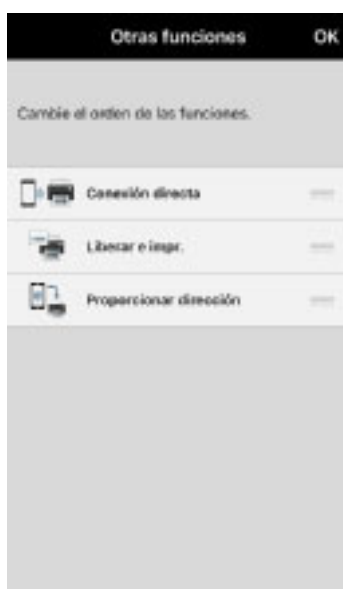 Otras funciones OK
Cambie el orden de las funciones.
Conexión directa
Liberar e impr.
Proporcionar dirección